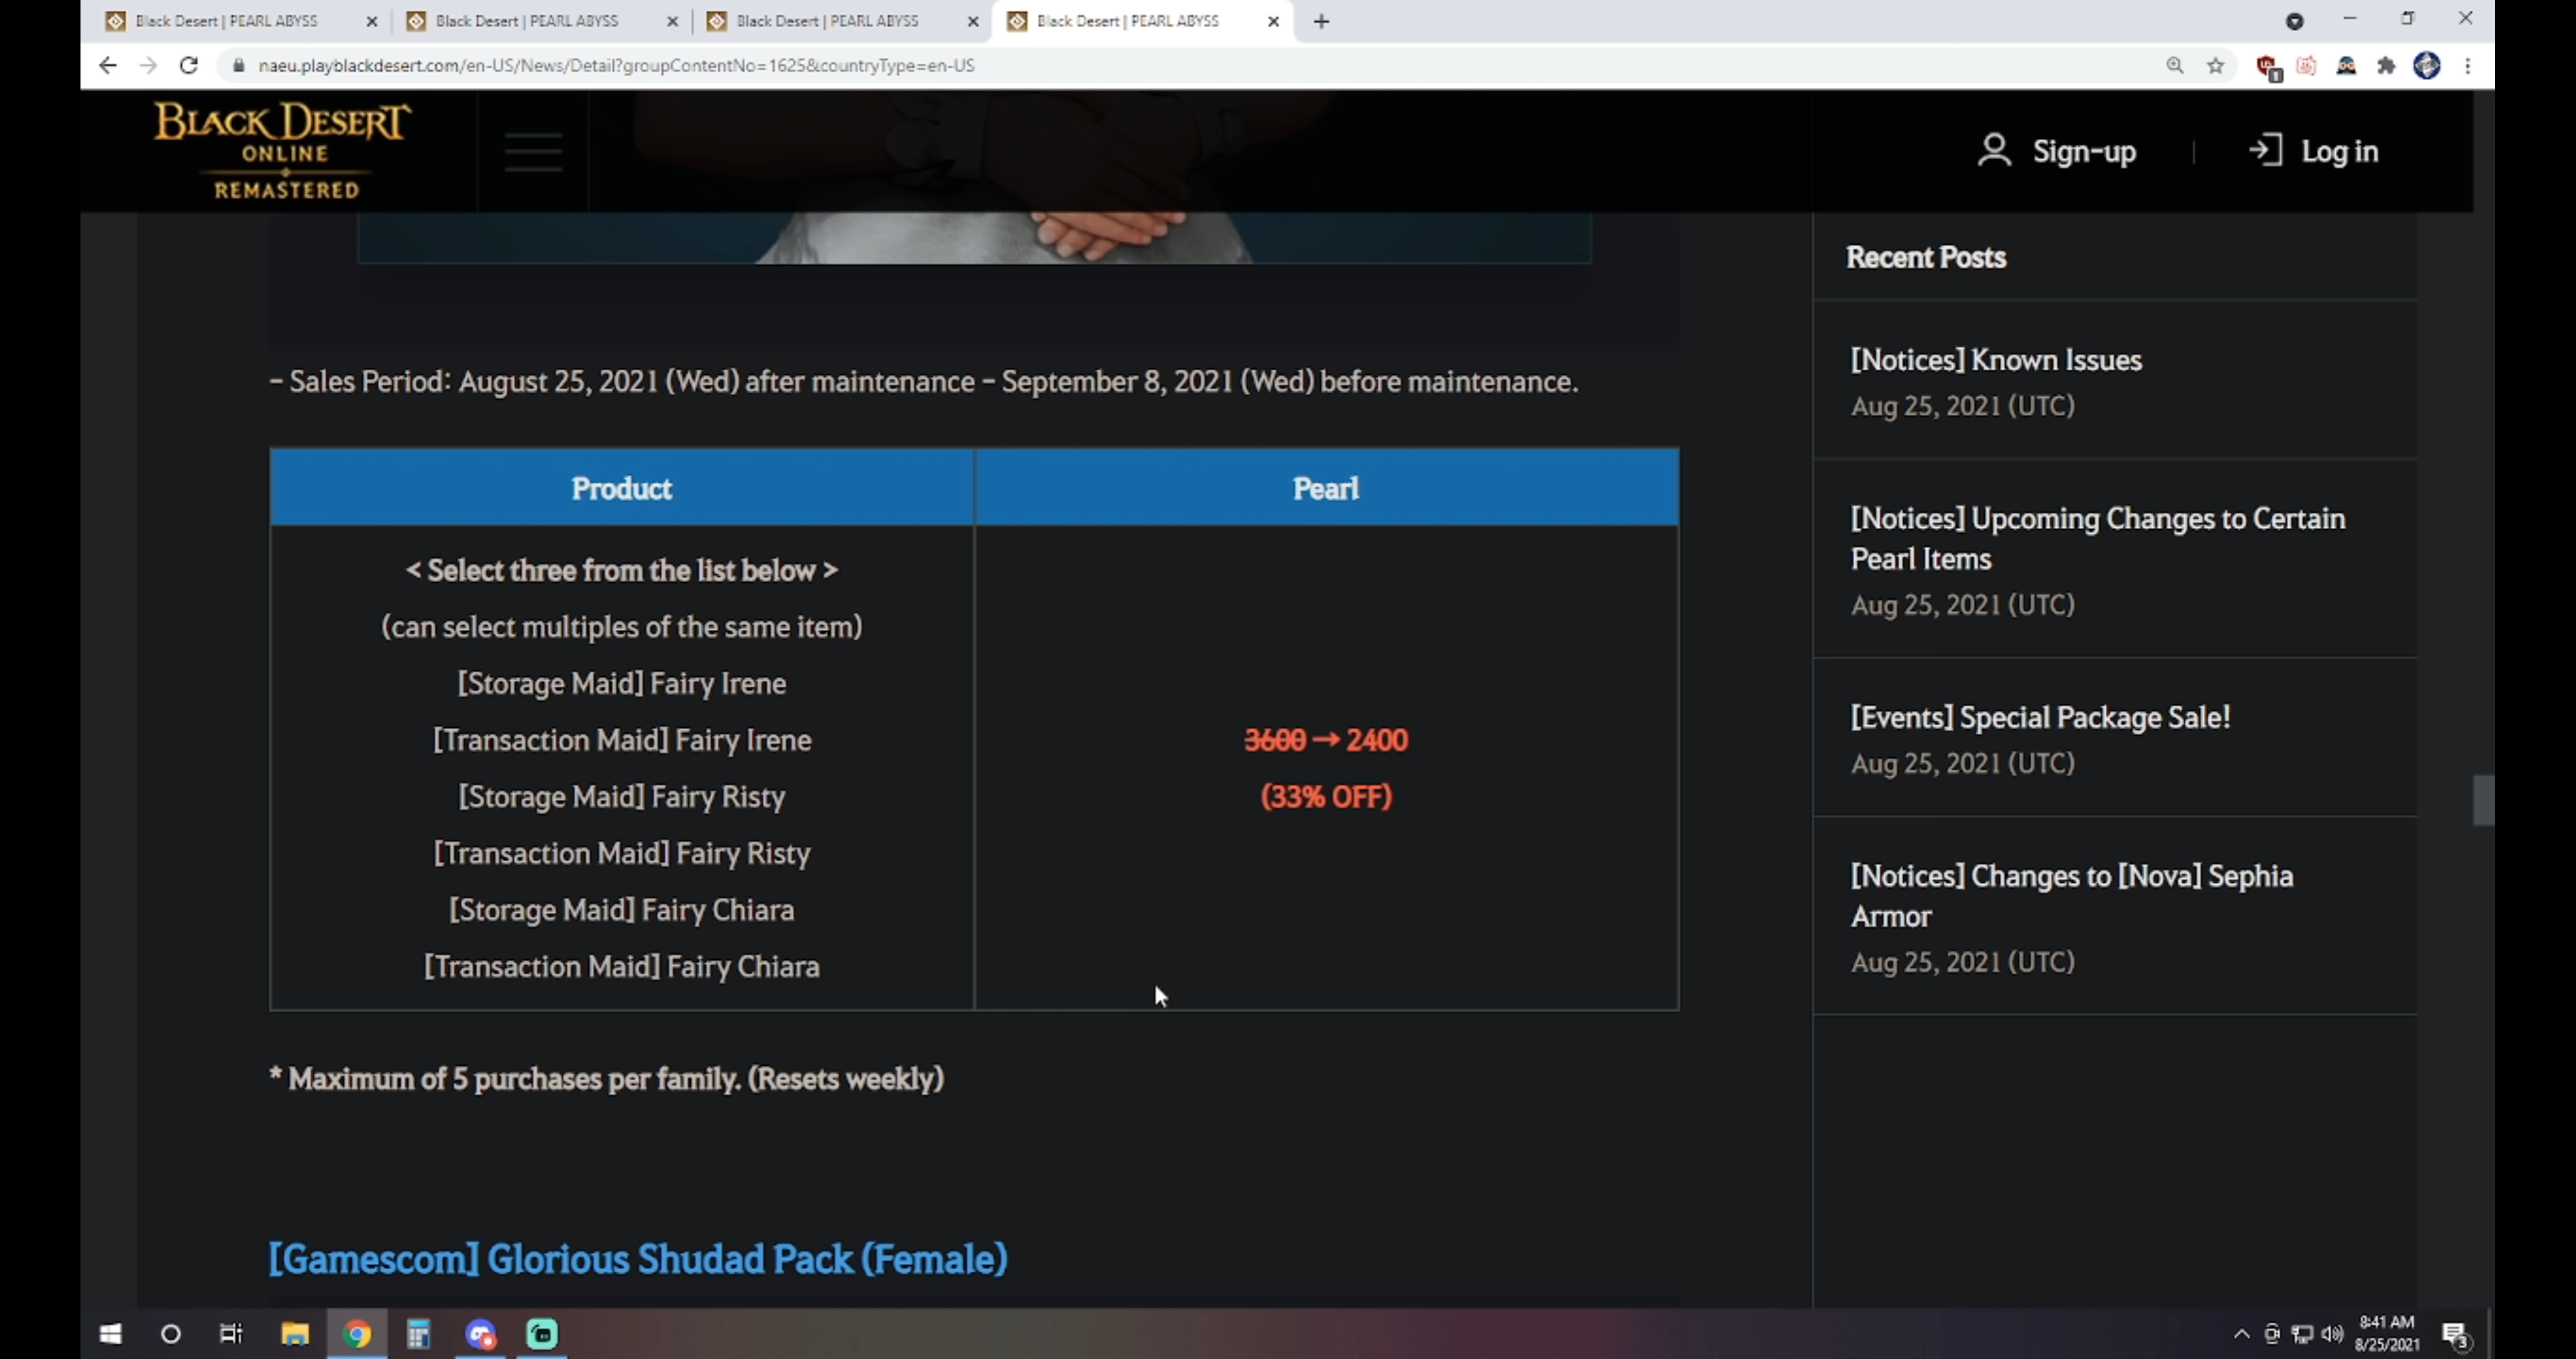 Black Desert | PEARL ABYSS
Black Desert | PEARL ABYSS
Black Desert | PEARL ABYSS
Black Desert | PEARL ABYSS
naeu.playblackdesert.com/en-US/News/Detail?groupContentNo=1625&countryType=en-US
BLACK DESERT
ONLINE
REMASTERED
Sign-up
Log in
– Sales Period: August 25, 2021 (Wed) after maintenance – September 8, 2021 (Wed) before maintenance.
Product
Pearl
< Select three from the list below >
(can select multiples of the same item)
[Storage Maid] Fairy Irene
[Transaction Maid] Fairy Irene
[Storage Maid] Fairy Risty
[Transaction Maid] Fairy Risty
[Storage Maid] Fairy Chiara
[Transaction Maid] Fairy Chiara
3600 → 2400
(33% OFF)
* Maximum of 5 purchases per family. (Resets weekly)
[Gamescom] Glorious Shudad Pack (Female)
Recent Posts
[Notices] Known Issues
Aug 25, 2021 (UTC)
[Notices] Upcoming Changes to Certain
Pearl Items
Aug 25, 2021 (UTC)
[Events] Special Package Sale!
Aug 25, 2021 (UTC)
[Notices] Changes to [Nova] Sephia
Armor
Aug 25, 2021 (UTC)
8:41 AM
8/25/2021
3